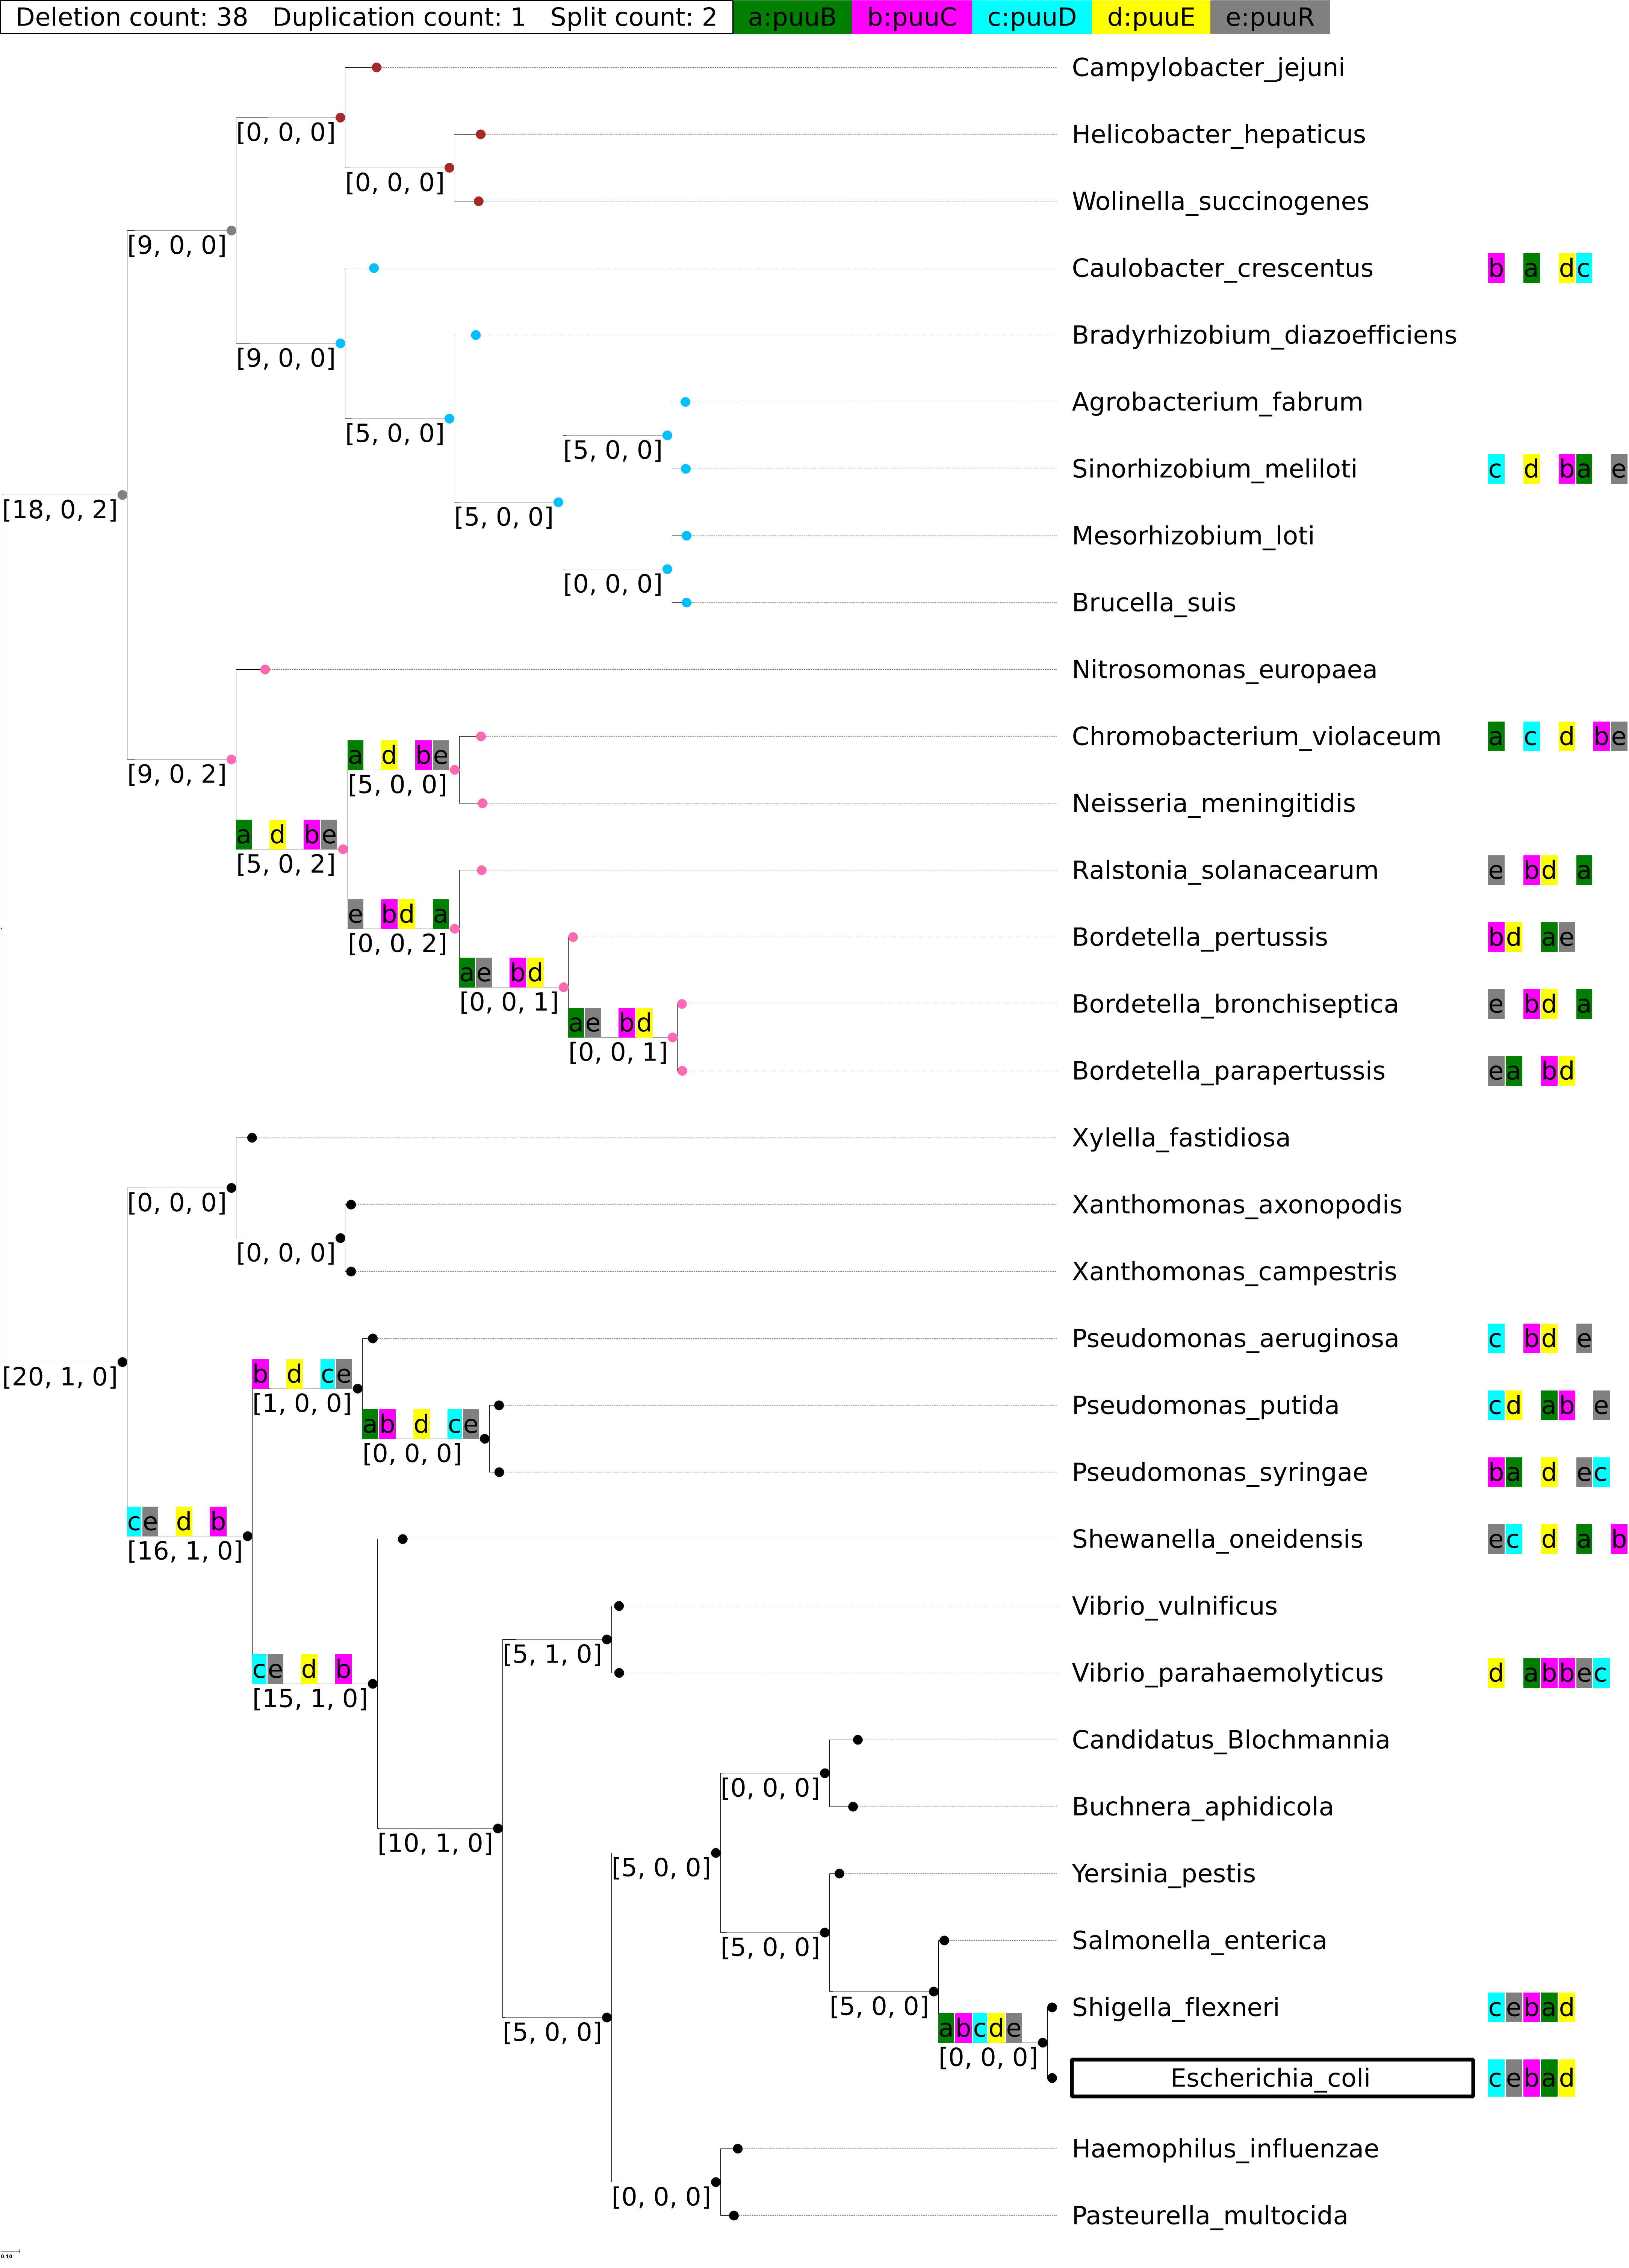 Deletion count: 38 Duplication count: 1 Split count: 2 a:puuB b:puuC c:puuD d:puuE e:puuR
Campylobacter_jejuni
[0, 0, 0]
Helicobacter_hepaticus
[0, 0, 0]
Wolinella_succinogenes
[9, 0, 0]
Caulobacter_crescentus b a dc
Bradyrhizobium_diazoefficiens
[9, 0, 0]
Agrobacterium_fabrum
[5, 0, 0]
[5, 0, 0]
Sinorhizobium_meliloti c d ba e
[18, 0, 2]
[5, 0, 0]
Mesorhizobium_loti
[0, 0, 0]
Brucella_suis
Nitrosomonas_europaea
Chromobacterium_violaceum a c d be
a d be
[9, 0, 2]
[5, 0, 0]
Neisseria_meningitidis
a d be
[5, 0, 2]
Ralstonia_solanacearum e bd a
e bd a
[0, 0, 2]
Bordetella_pertussis bd ae
ae bd
[0, 0, 1]
Bordetella_bronchiseptica e bd a
ae bd
[0, 0, 1]
Bordetella_parapertussis ea bd
Xylella_fastidiosa
[0, 0, 0]
Xanthomonas_axonopodis
[0, 0, 0]
Xanthomonas_campestris
Pseudomonas_aeruginosa c bd e
b d ce
[20, 1, 0]
[1, 0, 0]
Pseudomonas_putida cd ab e
ab d ce
[0, 0, 0]
Pseudomonas_syringae ba d ec
ce d b
[16, 1, 0]
Shewanella_oneidensis ec d a b
Vibrio_vulnificus
[5, 1, 0]
ce d b
Vibrio_parahaemolyticus d abbec
[15, 1, 0]
Candidatus_Blochmannia
[0, 0, 0]
Buchnera_aphidicola
[10, 1, 0]
[5, 0, 0]
Yersinia_pestis
Salmonella_enterica
[5, 0, 0]
[5, 0, 0]
Shigella_flexneri cebad
abcde
[5, 0, 0]
[0, 0, 0]
Escherichia_coli cebad
Haemophilus_influenzae
[0, 0, 0]
Pasteurella_multocida
0.10